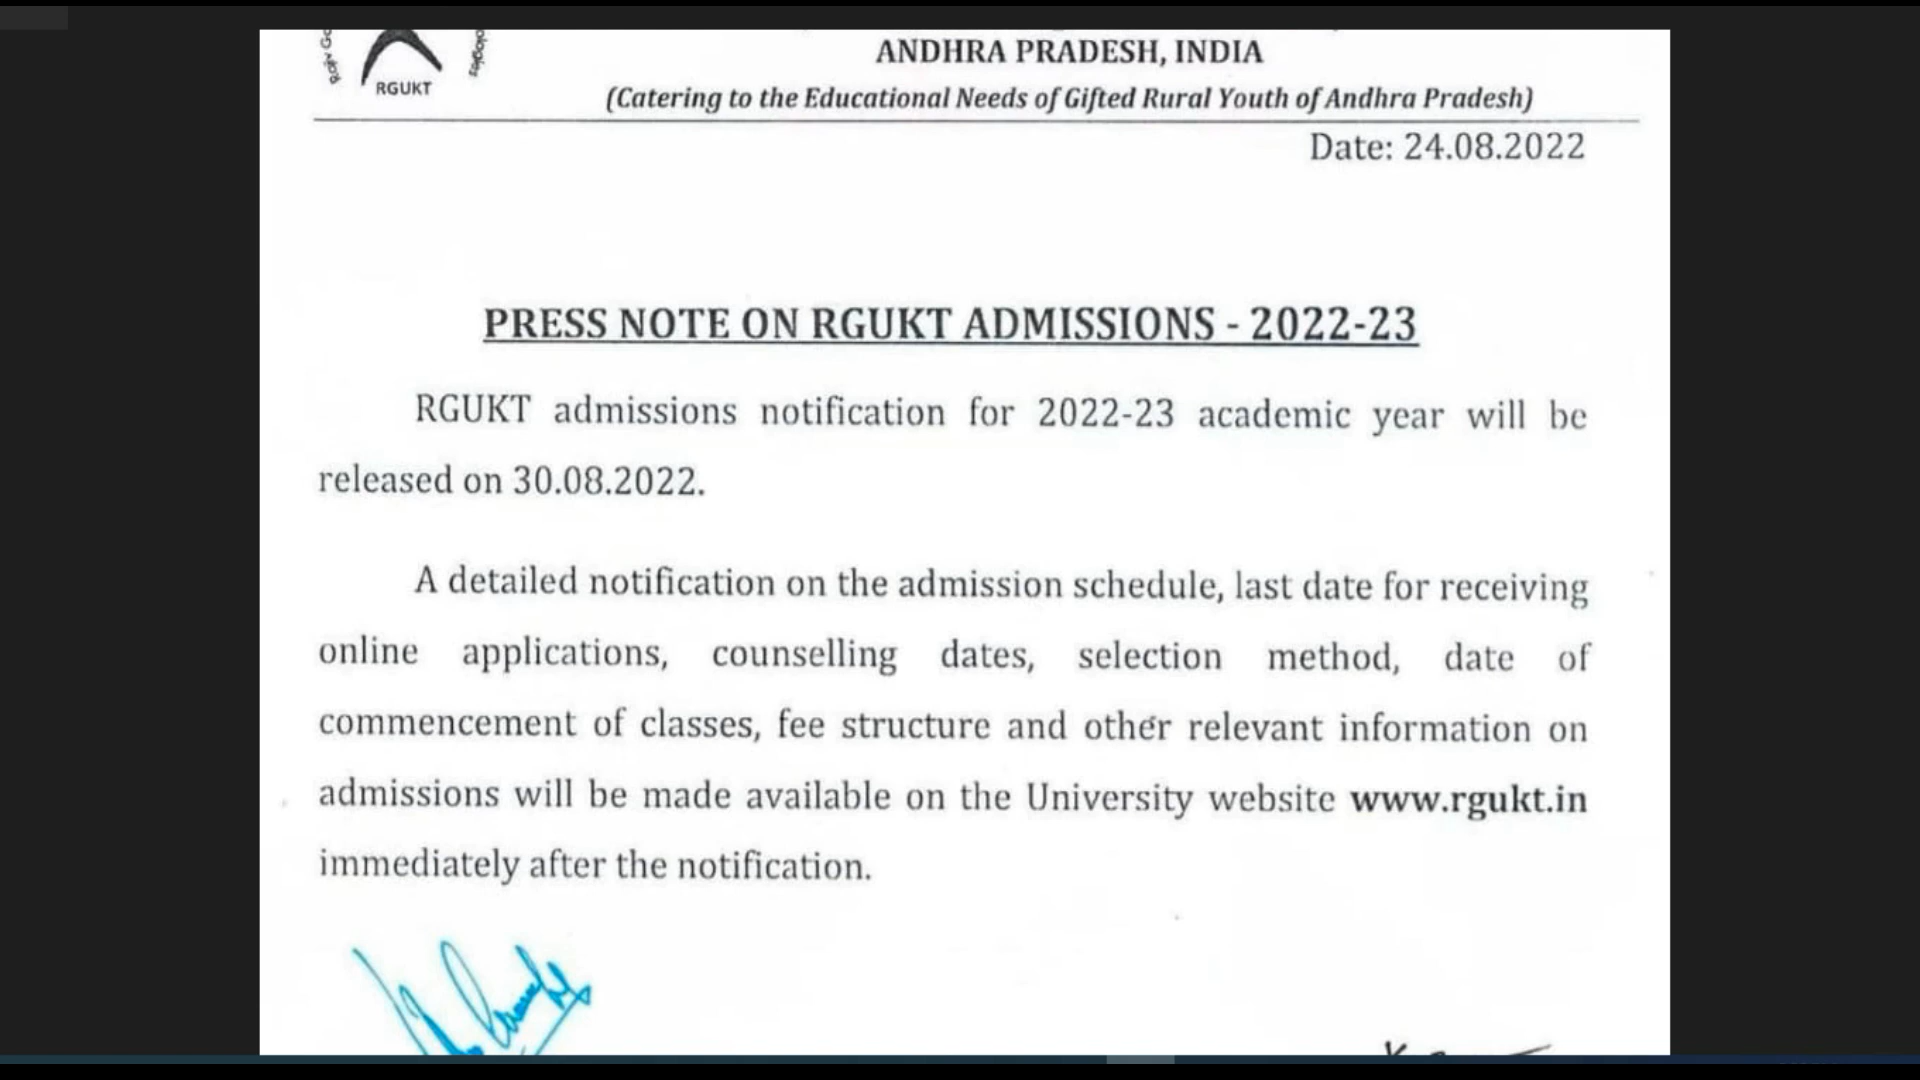 ANDHRA PRADESH, INDIA
RGUKT
(Catering to the Educational Needs of Gifted Rural Youth of Andhra Pradesh)
Date: 24.08.2022
PRESS NOTE ON RGUKT ADMISSIONS - 2022-23
RGUKT admissions notification for 2022-23 academic year will be
released on 30.08.2022.
A detailed notification on the admission schedule, last date for receiving
online applications, counselling dates, selection method, date of
commencement of classes, fee structure and other relevant information on
admissions will be made available on the University website www.rgukt.in
immediately after the notification.